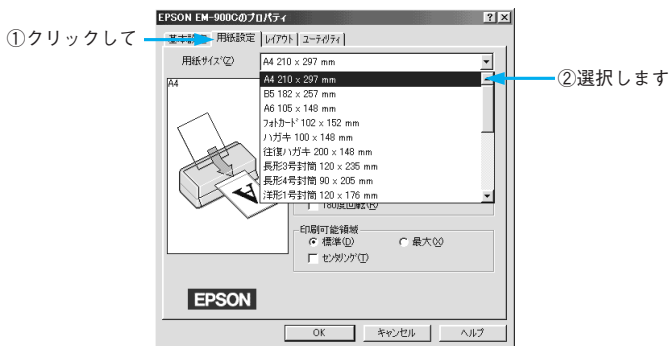 EPSON EM-900Cのプロパティ
①クリックして
基本設定 用紙設定 レイアウト ユーティリティ
用紙サイズ(Z) A4 210 x 297 mm
②選択します
A4
A4 210 x 297 mm
B5 182 x 257 mm
A6 105 x 148 mm
フォトカード 102 x 152 mm
ハガキ 100 x 148 mm
往復ハガキ 200 x 148 mm
長形3号封筒 120 x 235 mm
長形4号封筒 90 x 205 mm
洋形1号封筒 120 x 176 mm
A
180度回転(R)
印刷可能領域
標準(D) 最大(X)
センタリング(T)
EPSON
OK キャンセル ヘルプ